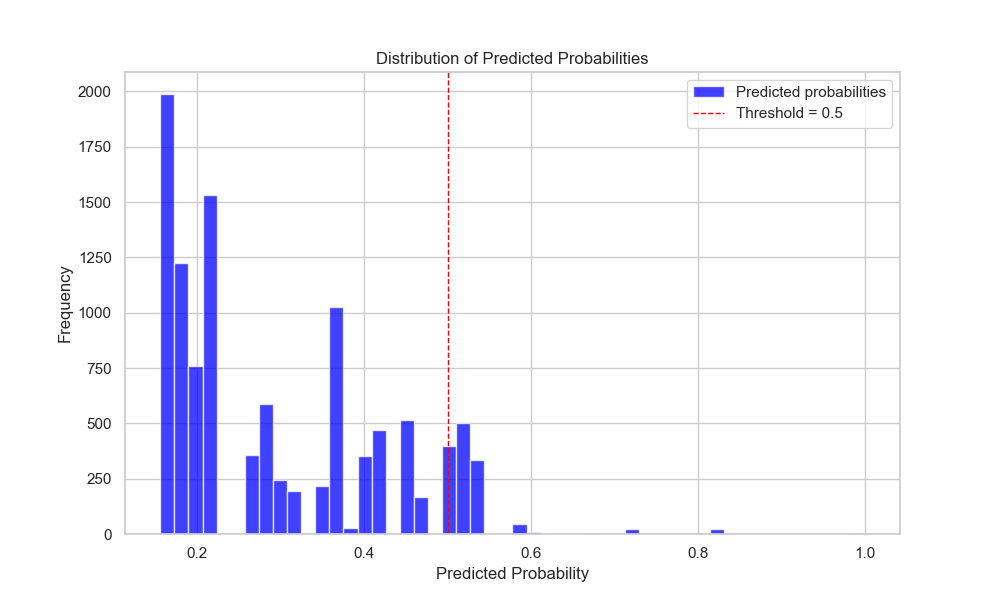 Distribution of Predicted Probabilities
Predicted probabilities
Threshold = 0.5
2000
1750
1500
1250
1000
750
500
250
0
Frequency
0.2 0.4 0.6 0.8 1.0
Predicted Probability